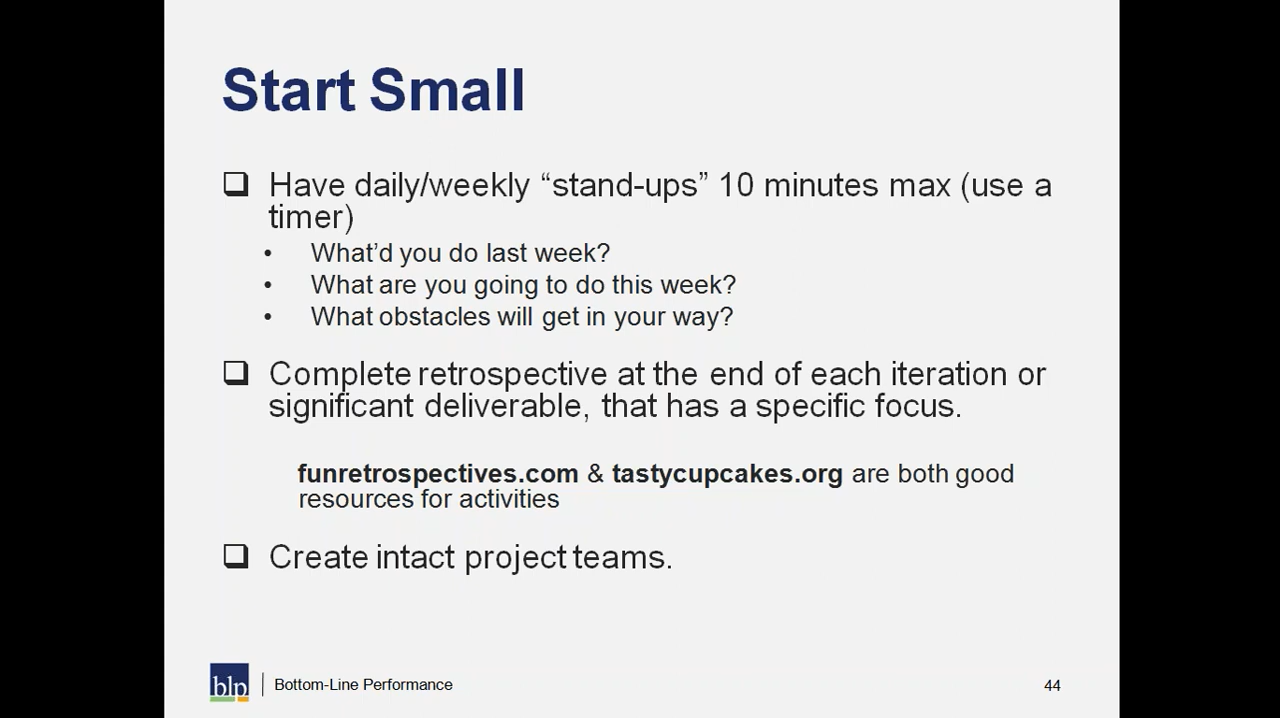 Start Small
❑ Have daily/weekly “stand-ups” 10 minutes max (use a
timer)
• What’d you do last week?
• What are you going to do this week?
• What obstacles will get in your way?
❑ Complete retrospective at the end of each iteration or
significant deliverable, that has a specific focus.
funretrospectives.com & tastycupcakes.org are both good
resources for activities
❑ Create intact project teams.
blp | Bottom-Line Performance
44